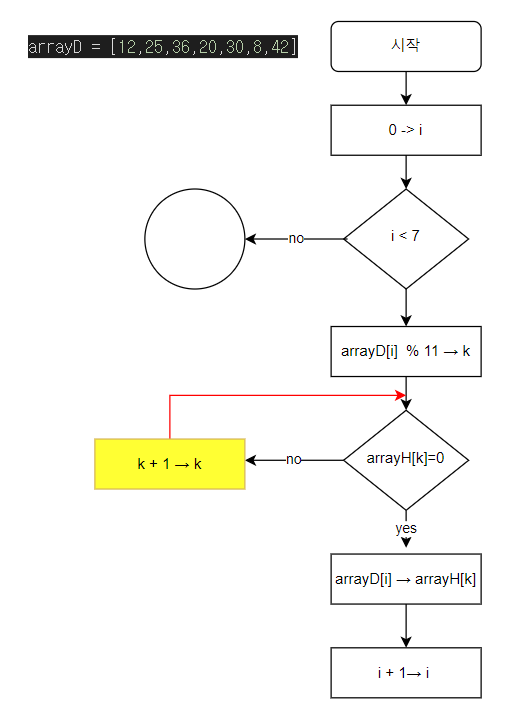 arrayD = [12,25,36,20,30,8,42]
시작
0 -> i
i < 7
no
arrayD[i] % 11 → k
arrayH[k]=0
no
k + 1 → k
yes
arrayD[i] → arrayH[k]
i + 1→ i